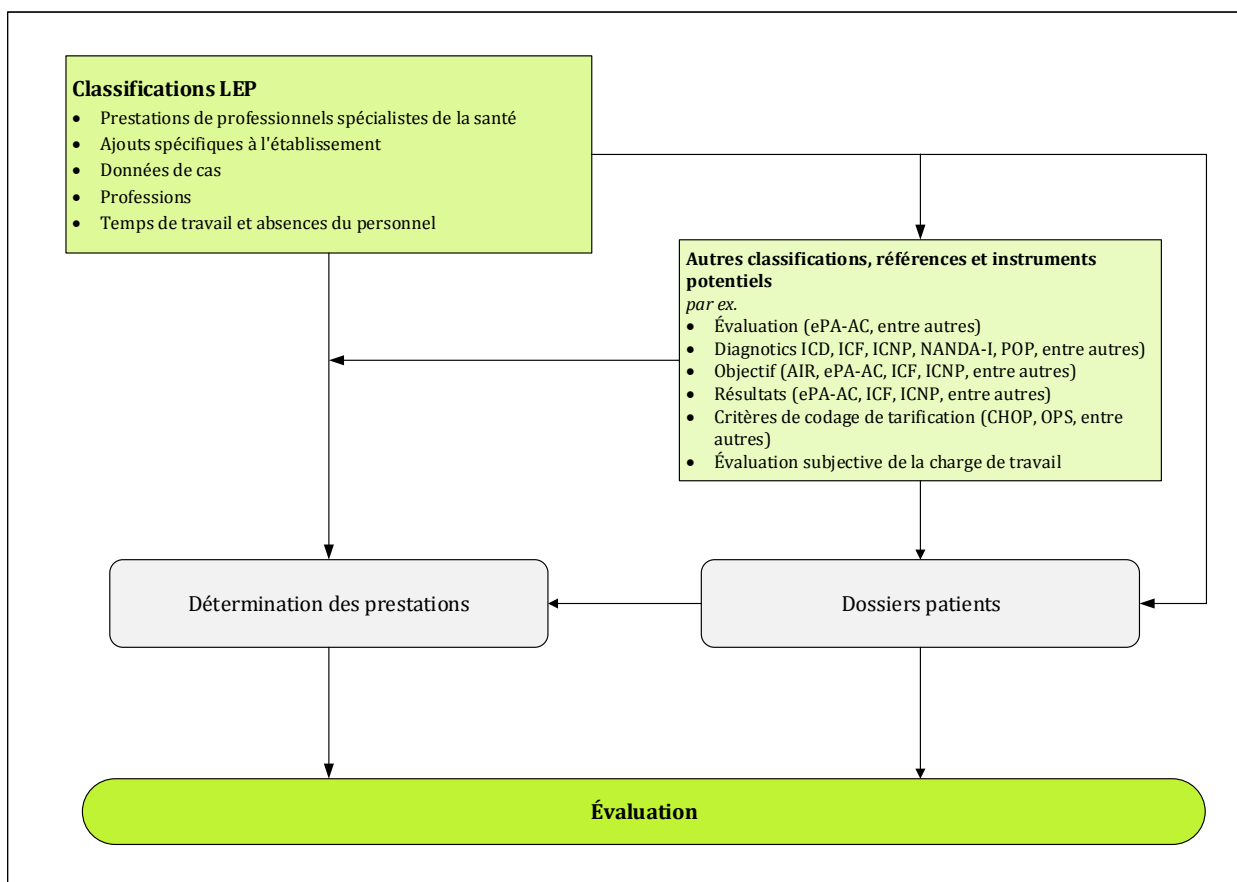 Classifications LEP
• Prestations de professionnels spécialistes de la santé
• Ajouts spécifiques à l'établissement
• Données de cas
• Professions
• Temps de travail et absences du personnel
Autres classifications, références et instruments
potentiels
par ex.
• Évaluation (ePA-AC, entre autres)
• Diagnotics ICD, ICF, ICNP, NANDA-I, POP, entre autres)
• Objectif (AIR, ePA-AC, ICF, ICNP, entre autres)
• Résultats (ePA-AC, ICF, ICNP, entre autres)
• Critères de codage de tarification (CHOP, OPS, entre
autres)
• Évaluation subjective de la charge de travail
Détermination des prestations
Dossiers patients
Évaluation